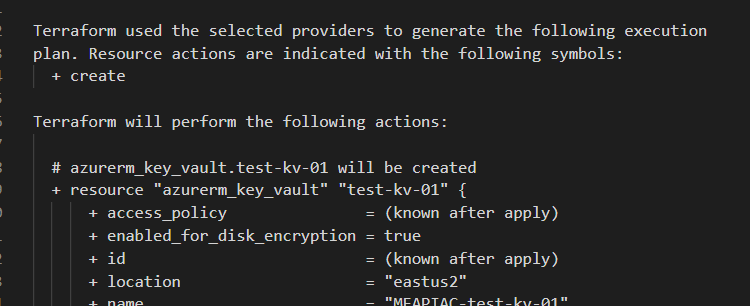 Terraform used the selected providers to generate the following execution
plan. Resource actions are indicated with the following symbols:
+ create
Terraform will perform the following actions:
# azurerm_key_vault.test-kv-01 will be created
+ resource "azurerm_key_vault" "test-kv-01" {
+ access_policy = (known after apply)
+ enabled_for_disk_encryption = true
+ id = (known after apply)
+ location = "eastus2"
+ name = "MEAPIAC-test-kv-01"